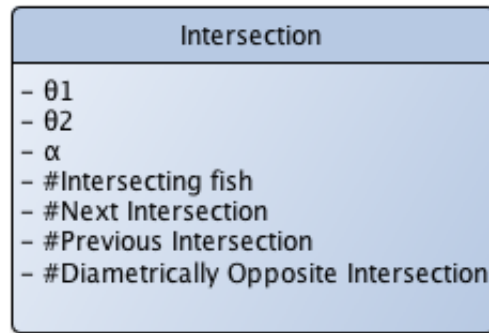 Intersection
– θ1
– θ2
– α
– #Intersecting fish
– #Next Intersection
– #Previous Intersection
– #Diametrically Opposite Intersection